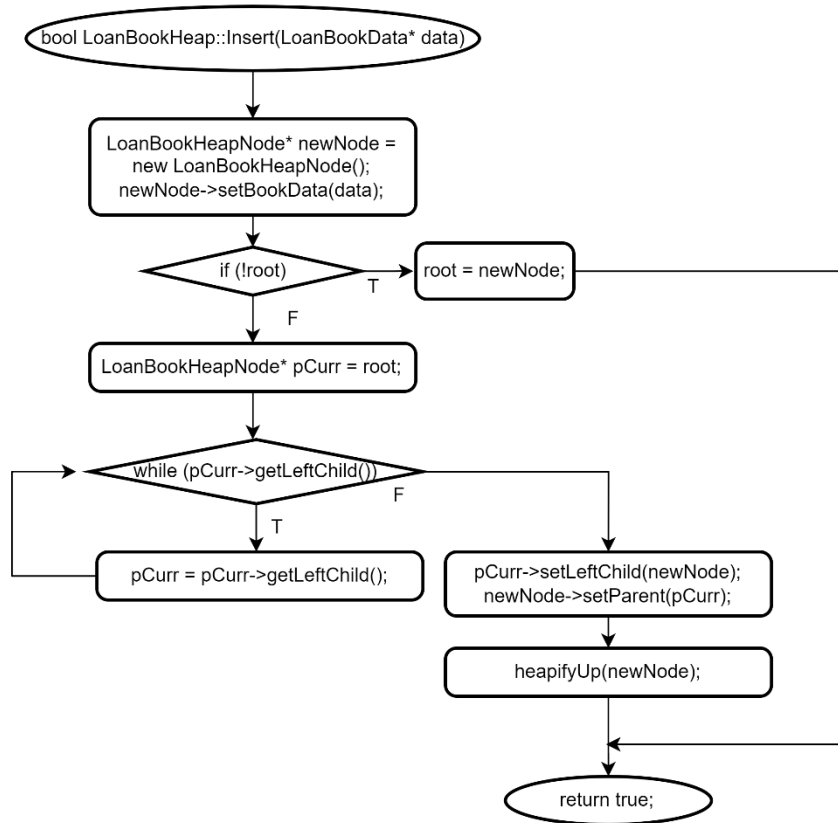 bool LoanBookHeap::Insert(LoanBookData* data)
LoanBookHeapNode* newNode =
new LoanBookHeapNode();
newNode->setBookData(data);
if (!root)
T
root = newNode;
F
LoanBookHeapNode* pCurr = root;
while (pCurr->getLeftChild())
F
T
pCurr = pCurr->getLeftChild();
pCurr->setLeftChild(newNode);
newNode->setParent(pCurr);
heapifyUp(newNode);
return true;